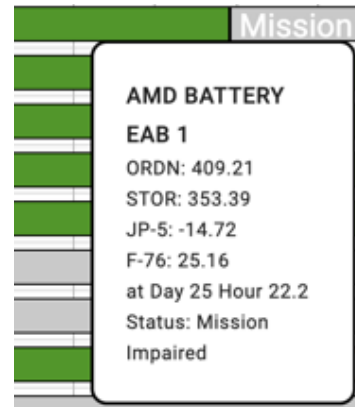 Mission
AMD BATTERY
EAB 1
ORDN: 409.21
STOR: 353.39
JP-5: -14.72
F-76: 25.16
at Day 25 Hour 22.2
Status: Mission
Impaired